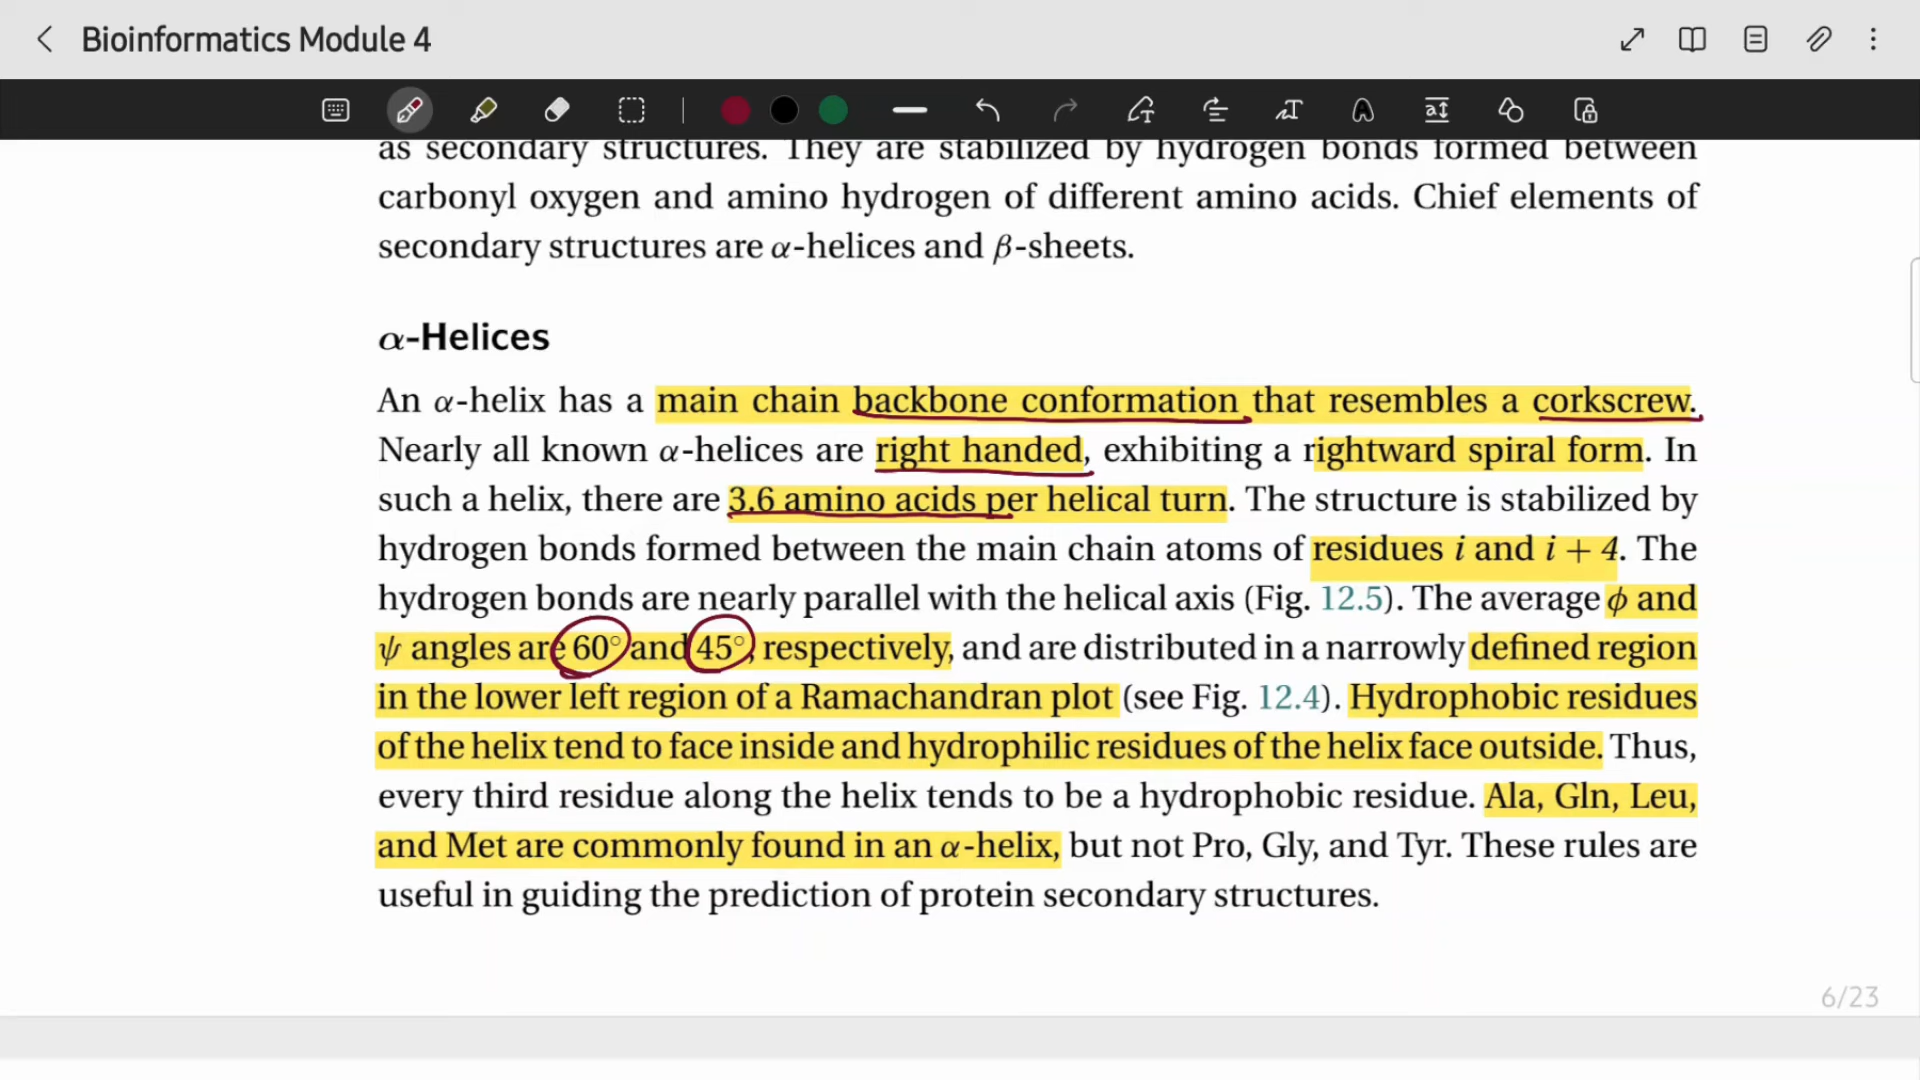 Bioinformatics Module 4
as secondary structures. They are stabilized by hydrogen bonds formed between
carbonyl oxygen and amino hydrogen of different amino acids. Chief elements of
secondary structures are α-helices and β-sheets.
α-Helices
An α-helix has a main chain backbone conformation that resembles a corkscrew.
Nearly all known α-helices are right handed, exhibiting a rightward spiral form. In
such a helix, there are 3.6 amino acids per helical turn. The structure is stabilized by
hydrogen bonds formed between the main chain atoms of residues i and i + 4. The
hydrogen bonds are nearly parallel with the helical axis (Fig. 12.5). The average ϕ and
ψ angles are 60° and 45°, respectively, and are distributed in a narrowly defined region
in the lower left region of a Ramachandran plot (see Fig. 12.4). Hydrophobic residues
of the helix tend to face inside and hydrophilic residues of the helix face outside. Thus,
every third residue along the helix tends to be a hydrophobic residue. Ala, Gln, Leu,
and Met are commonly found in an α-helix, but not Pro, Gly, and Tyr. These rules are
useful in guiding the prediction of protein secondary structures.
6/23